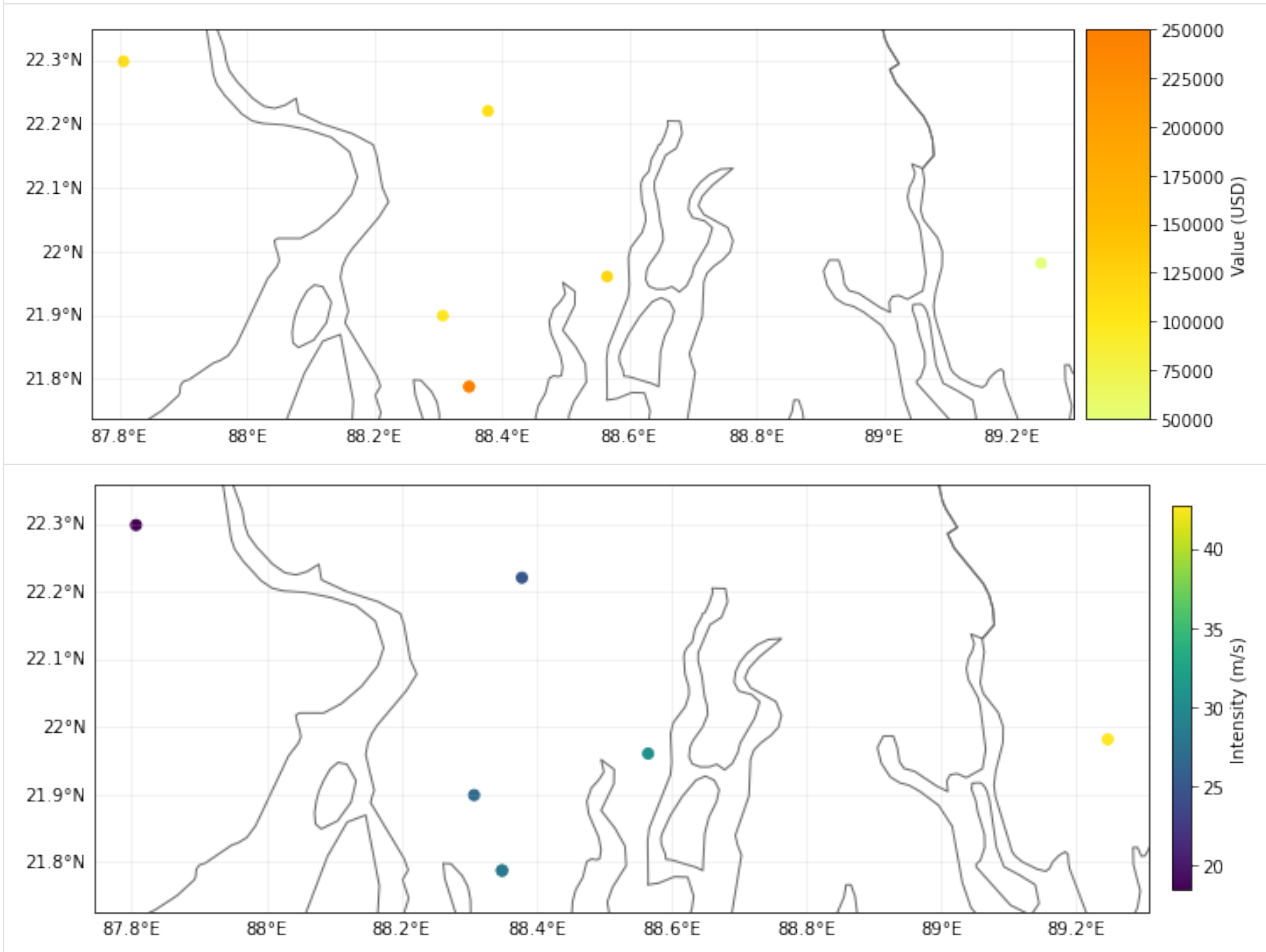 22.3°N
22.2°N
22.1°N
22°N
21.9°N
21.8°N
87.8°E 88°E 88.2°E 88.4°E 88.6°E 88.8°E 89°E 89.2°E
250000
225000
200000
175000
150000
125000
100000
75000
50000
Value (USD)
22.3°N
22.2°N
22.1°N
22°N
21.9°N
21.8°N
87.8°E 88°E 88.2°E 88.4°E 88.6°E 88.8°E 89°E 89.2°E
40
35
30
25
20
Intensity (m/s)